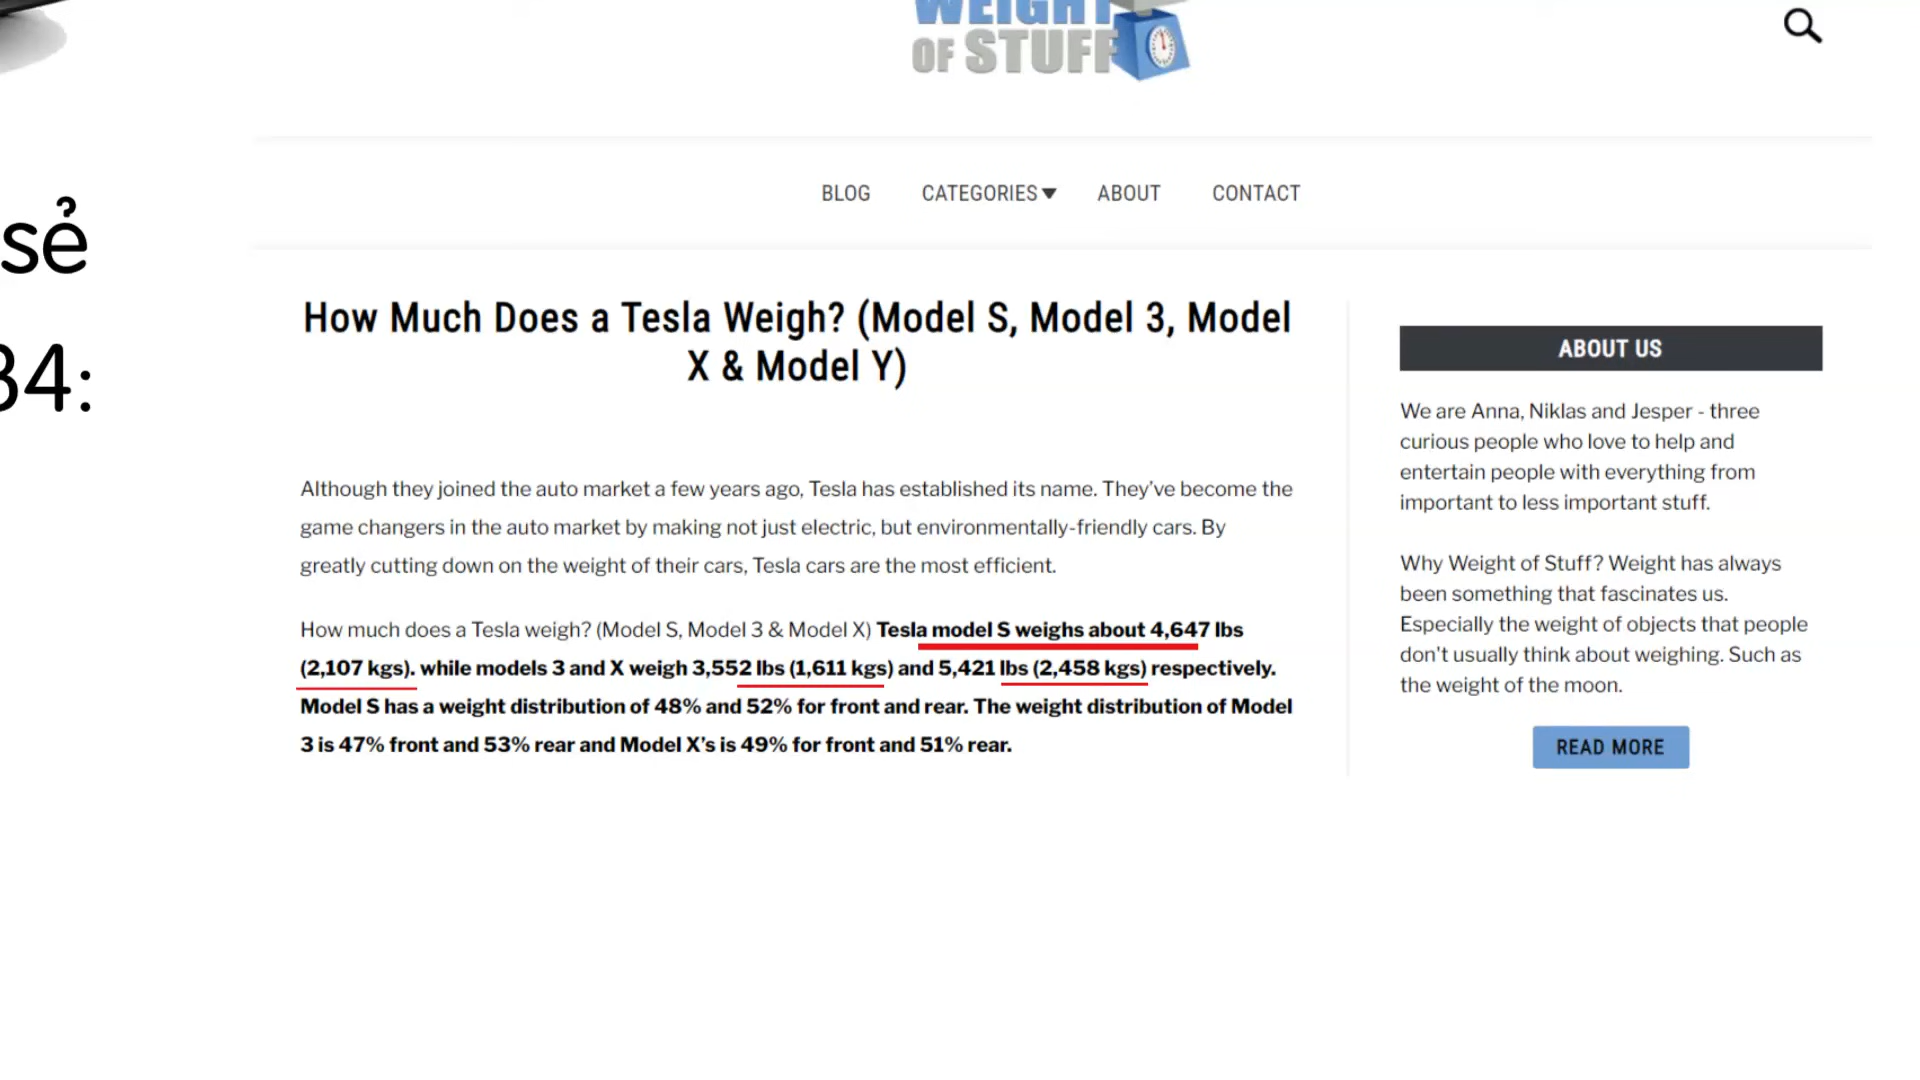 WEIGHT
OF STUFF
sẻ
34:
BLOG CATEGORIES ABOUT CONTACT
How Much Does a Tesla Weigh? (Model S, Model 3, Model
X & Model Y)
Although they joined the auto market a few years ago, Tesla has established its name. They’ve become the
game changers in the auto market by making not just electric, but environmentally-friendly cars. By
greatly cutting down on the weight of their cars, Tesla cars are the most efficient.
How much does a Tesla weigh? (Model S, Model 3 & Model X) Tesla model S weighs about 4,647 lbs
(2,107 kgs). while models 3 and X weigh 3,552 lbs (1,611 kgs) and 5,421 lbs (2,458 kgs) respectively.
Model S has a weight distribution of 48% and 52% for front and rear. The weight distribution of Model
3 is 47% front and 53% rear and Model X’s is 49% for front and 51% rear.
ABOUT US
We are Anna, Niklas and Jesper - three
curious people who love to help and
entertain people with everything from
important to less important stuff.
Why Weight of Stuff? Weight has always
been something that fascinates us.
Especially the weight of objects that people
don't usually think about weighing. Such as
the weight of the moon.
READ MORE